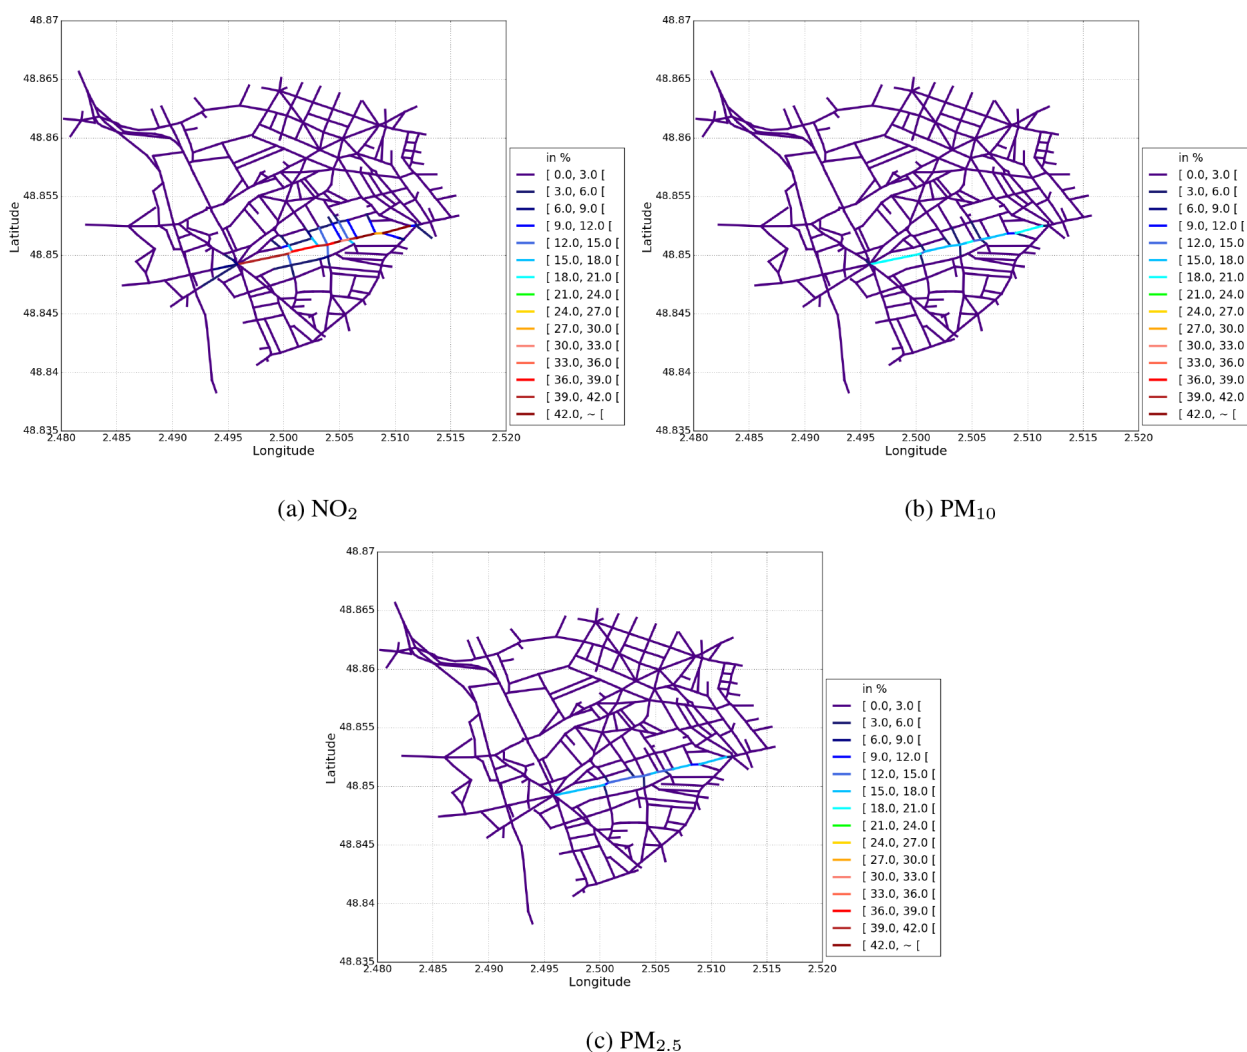 48.87
48.865
48.86
48.855
48.85
48.845
48.84
48.835
Latitude
2.480 2.485 2.490 2.495 2.500 2.505 2.510 2.515 2.520
Longitude
in %
[ 0.0, 3.0 [
[ 3.0, 6.0 [
[ 6.0, 9.0 [
[ 9.0, 12.0 [
[ 12.0, 15.0 [
[ 15.0, 18.0 [
[ 18.0, 21.0 [
[ 21.0, 24.0 [
[ 24.0, 27.0 [
[ 27.0, 30.0 [
[ 30.0, 33.0 [
[ 33.0, 36.0 [
[ 36.0, 39.0 [
[ 39.0, 42.0 [
[ 42.0, ~ [
(a) NO₂
48.87
48.865
48.86
48.855
48.85
48.845
48.84
48.835
Latitude
2.480 2.485 2.490 2.495 2.500 2.505 2.510 2.515 2.520
Longitude
in %
[ 0.0, 3.0 [
[ 3.0, 6.0 [
[ 6.0, 9.0 [
[ 9.0, 12.0 [
[ 12.0, 15.0
[ 15.0, 18.0
[ 18.0, 21.0
[ 21.0, 24.0
[ 24.0, 27.0
[ 27.0, 30.0
[ 30.0, 33.0
[ 33.0, 36.0
[ 36.0, 39.0
[ 39.0, 42.0
[ 42.0, ~ [
(b) PM₁₀
48.87
48.865
48.86
48.855
48.85
48.845
48.84
48.835
Latitude
2.480 2.485 2.490 2.495 2.500 2.505 2.510 2.515 2.520
Longitude
in %
[ 0.0, 3.0 [
[ 3.0, 6.0 [
[ 6.0, 9.0 [
[ 9.0, 12.0 [
[ 12.0, 15.0 [
[ 15.0, 18.0 [
[ 18.0, 21.0 [
[ 21.0, 24.0 [
[ 24.0, 27.0 [
[ 27.0, 30.0 [
[ 30.0, 33.0 [
[ 33.0, 36.0 [
[ 36.0, 39.0 [
[ 39.0, 42.0 [
[ 42.0, ~ [
(c) PM₂.₅